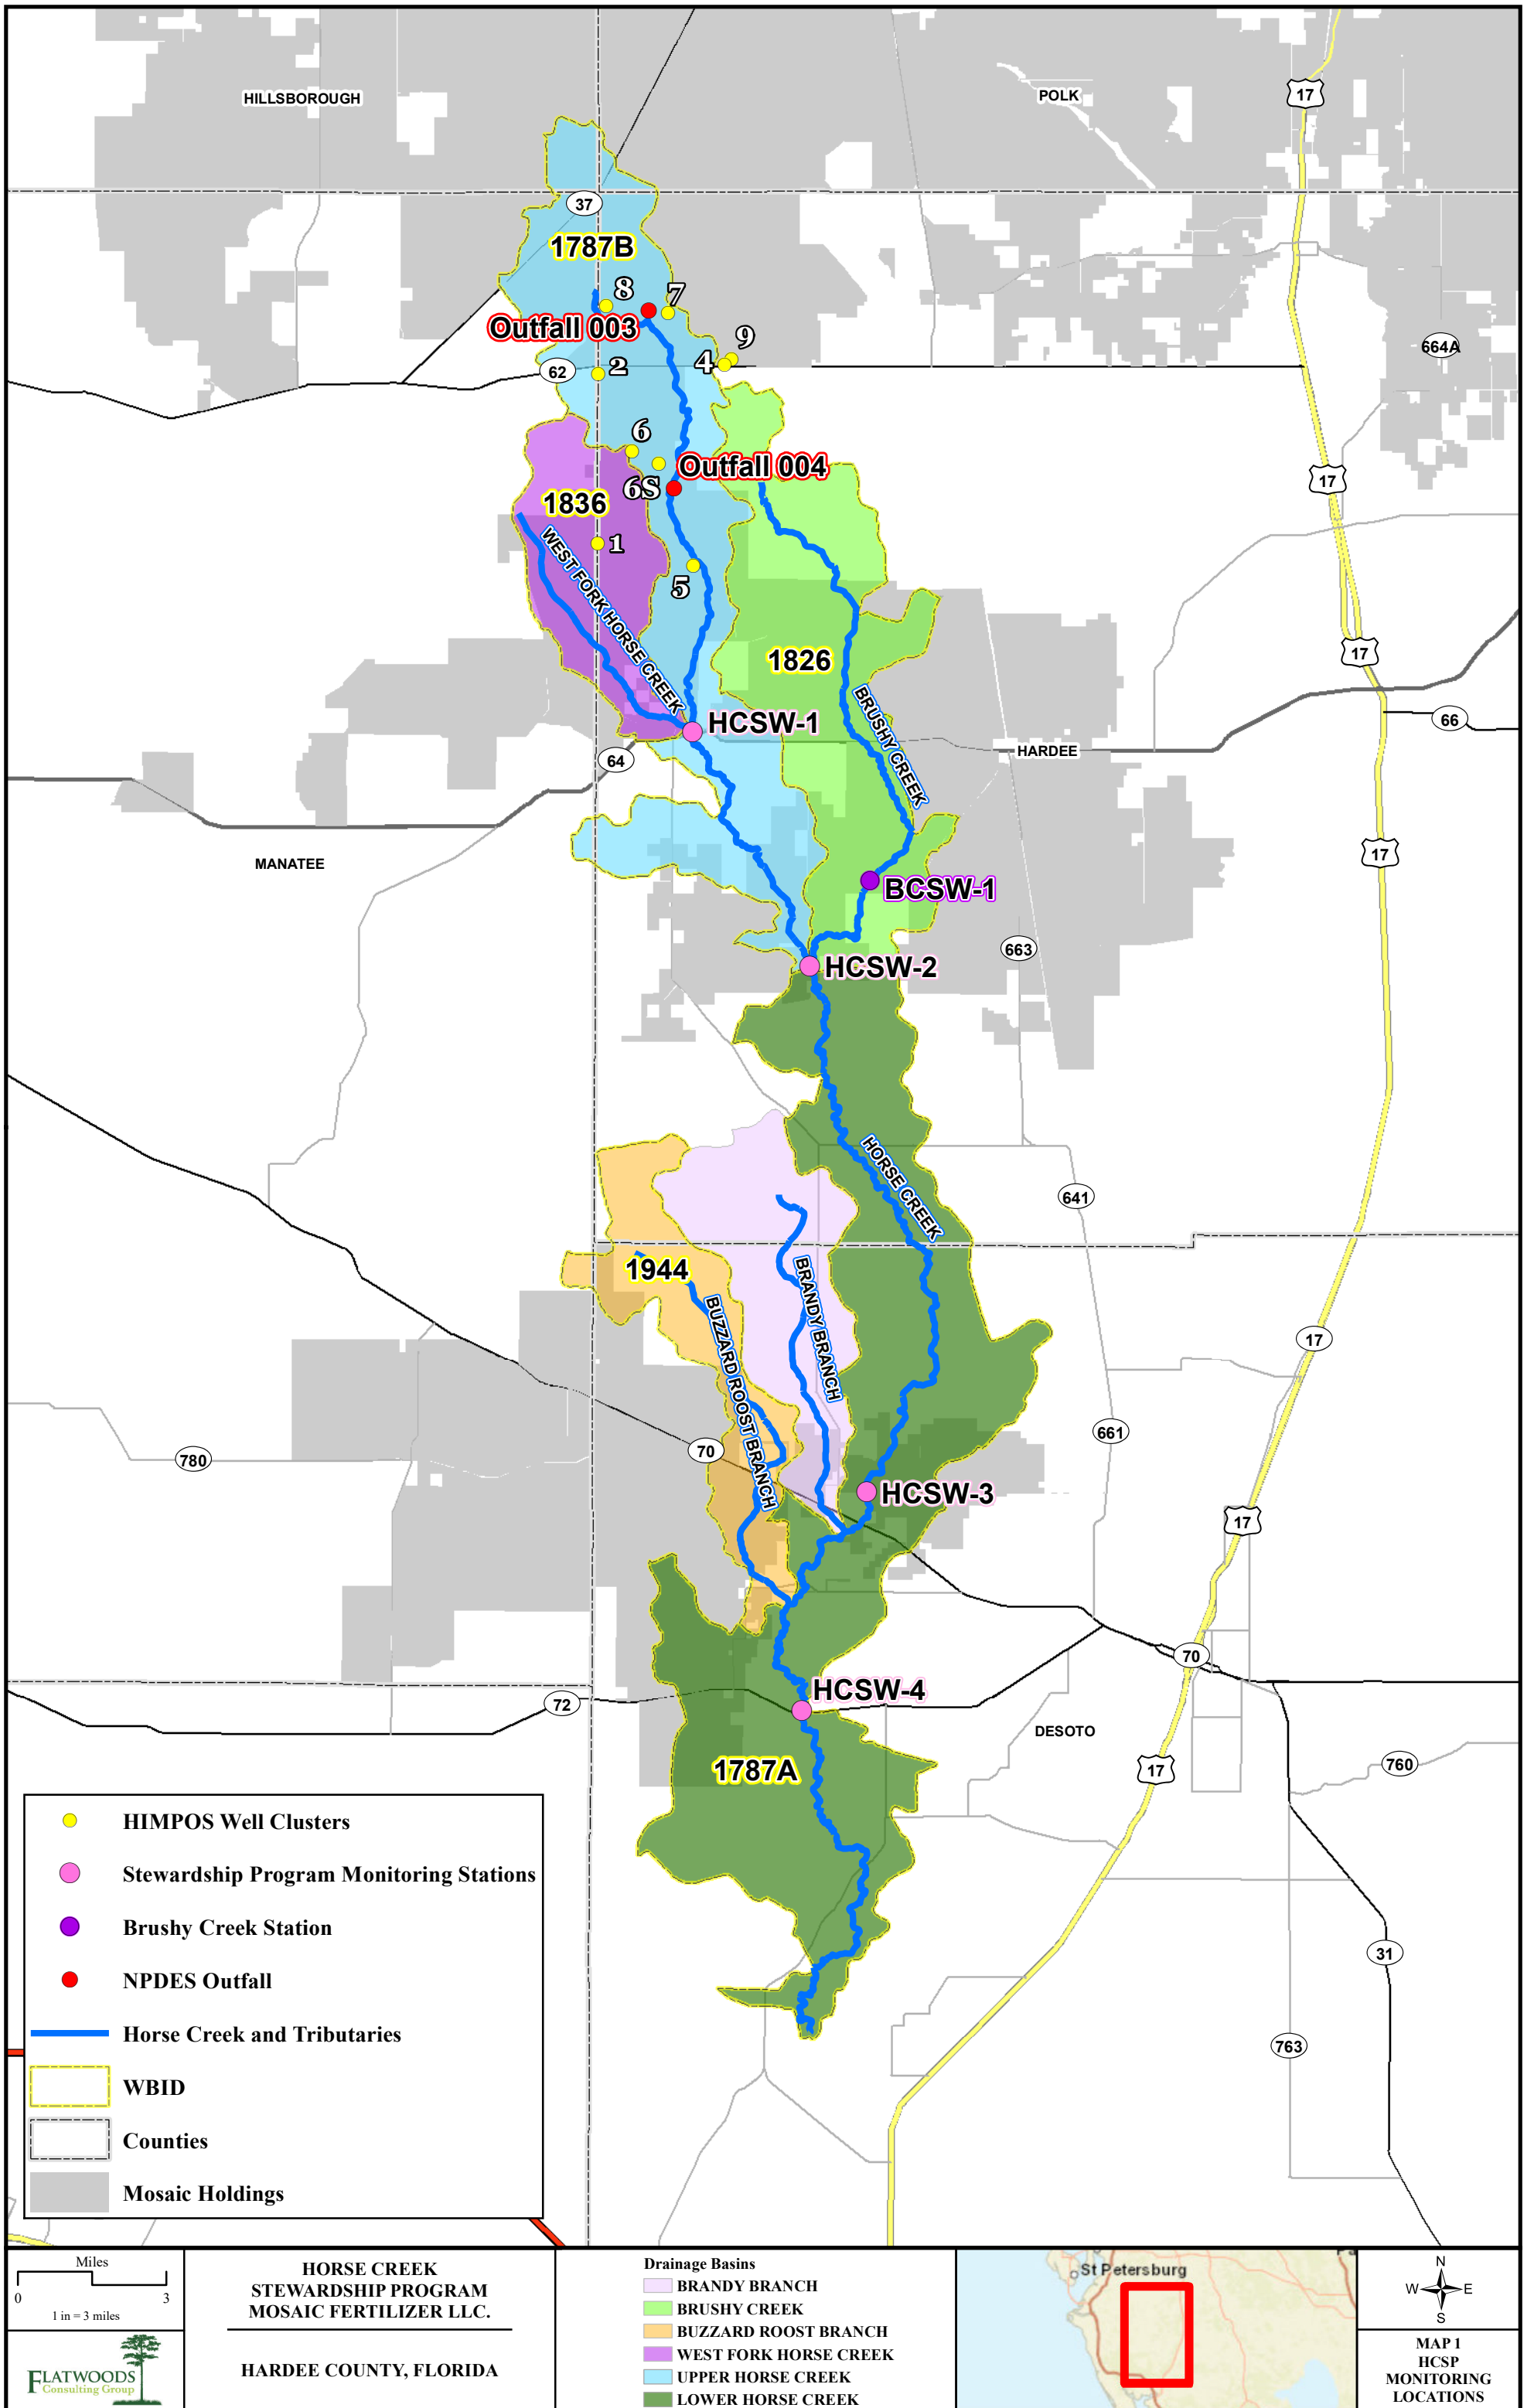 HILLSBOROUGH
POLK
17
37
1787B
8
7
Outfall 003
9
4
664A
62
2
6
Outfall 004
6S
17
1836
1
WEST FORK HORSE CREEK
5
1826
17
BRUSHY CREEK
HCSW-1
66
64
HARDEE
MANATEE
17
BCSW-1
663
HCSW-2
HORSE CREEK
641
1944
BRANDY BRANCH
BUZZARD ROOST BRANCH
17
661
70
780
HCSW-3
17
70
HCSW-4
72
DESOTO
1787A
17
760
31
763
HIMPOS Well Clusters
Stewardship Program Monitoring Stations
Brushy Creek Station
NPDES Outfall
Horse Creek and Tributaries
WBID
Counties
Mosaic Holdings
Miles
0 3
1 in = 3 miles
FLATWOODS
Consulting Group
HORSE CREEK
STEWARDSHIP PROGRAM
MOSAIC FERTILIZER LLC.
HARDEE COUNTY, FLORIDA
Drainage Basins
BRANDY BRANCH
BRUSHY CREEK
BUZZARD ROOST BRANCH
WEST FORK HORSE CREEK
UPPER HORSE CREEK
LOWER HORSE CREEK
St Petersburg
N
W E
S
MAP 1
HCSP
MONITORING
LOCATIONS